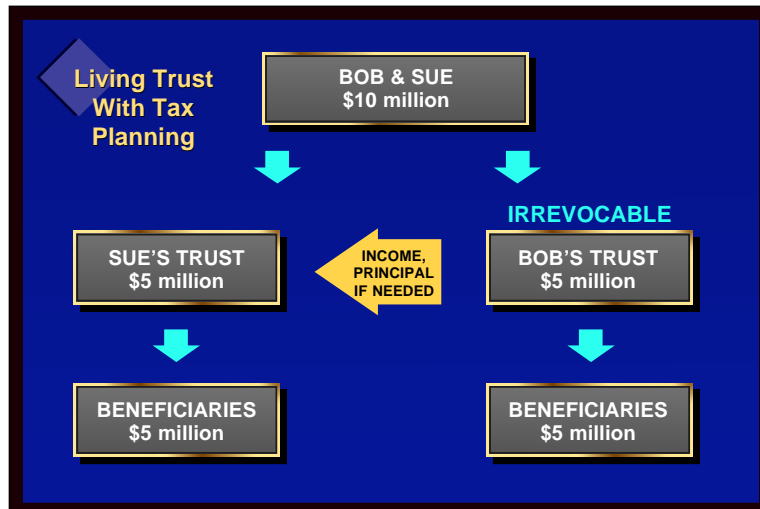 Living Trust
With Tax
Planning
BOB & SUE
$10 million
IRREVOCABLE
SUE'S TRUST
$5 million
INCOME,
PRINCIPAL
IF NEEDED
BOB'S TRUST
$5 million
BENEFICIARIES
$5 million
BENEFICIARIES
$5 million